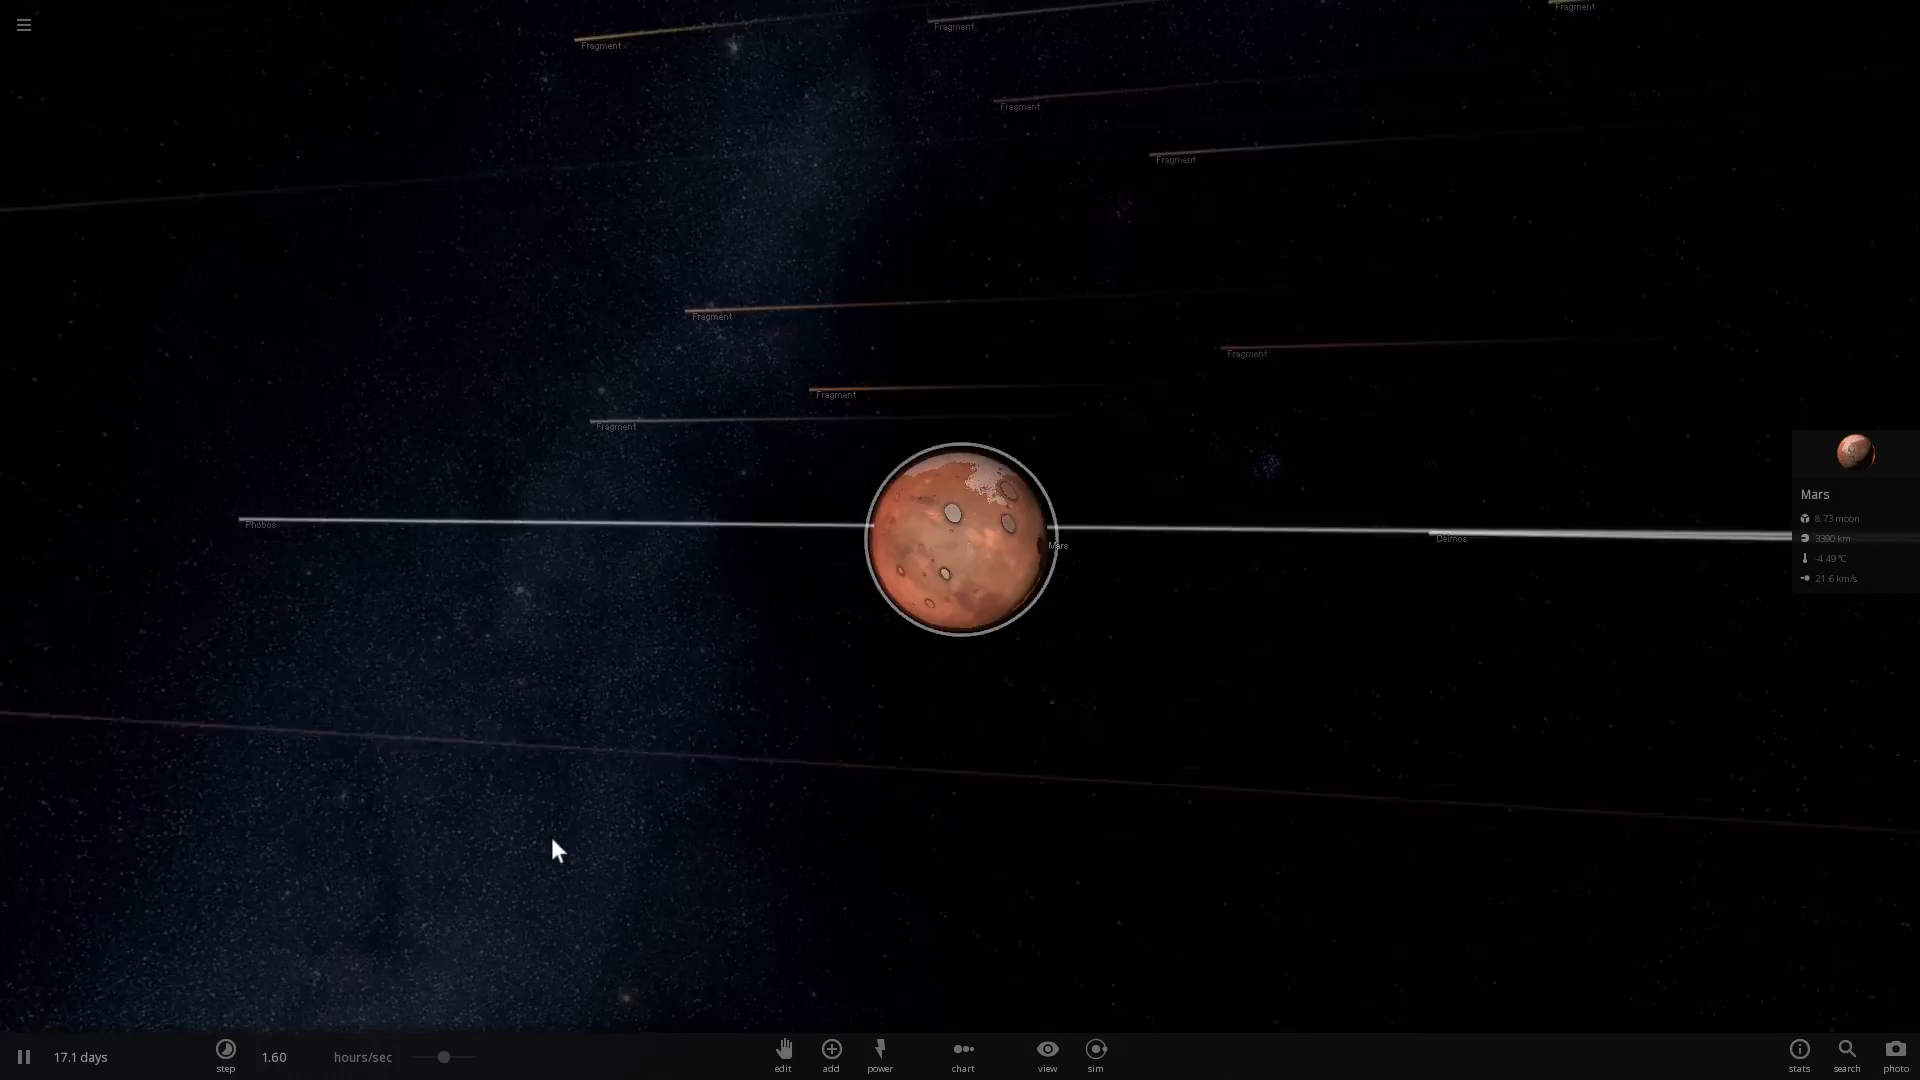 Fragment
Fragment
Fragment
Fragment
Fragment
Fragment
Fragment
Fragment
Fragment
Phobos
Mars
Deimos
Mars
8.73 moon
3390 km
-4.49°C
21.6 km/s
17.1 days
step
1.60
hours/sec
edit
add
power
chart
view
sim
stats
search
photo